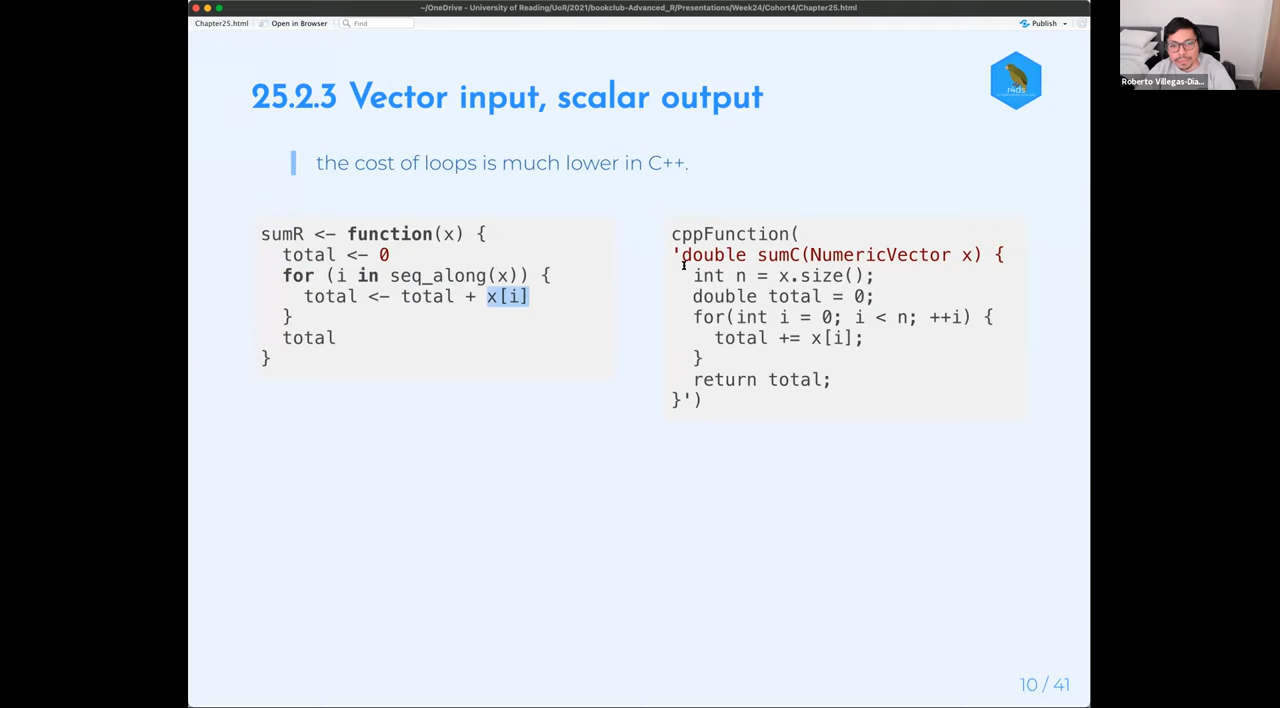 ~/OneDrive - University of Reading/UoR/2021/bookclub-Advanced_R/Presentations/Week24/Cohort4/Chapter25.html
Chapter25.html
Open in Browser
Find
Publish
Roberto Villegas-Dia...
25.2.3 Vector input, scalar output
r4ds
the cost of loops is much lower in C++.
sumR <- function(x) {
  total <- 0
  for (i in seq_along(x)) {
    total <- total + x[i]
  }
  total
}
cppFunction(
'double sumC(NumericVector x) {
  int n = x.size();
  double total = 0;
  for(int i = 0; i < n; ++i) {
    total += x[i];
  }
  return total;
}')
10 / 41